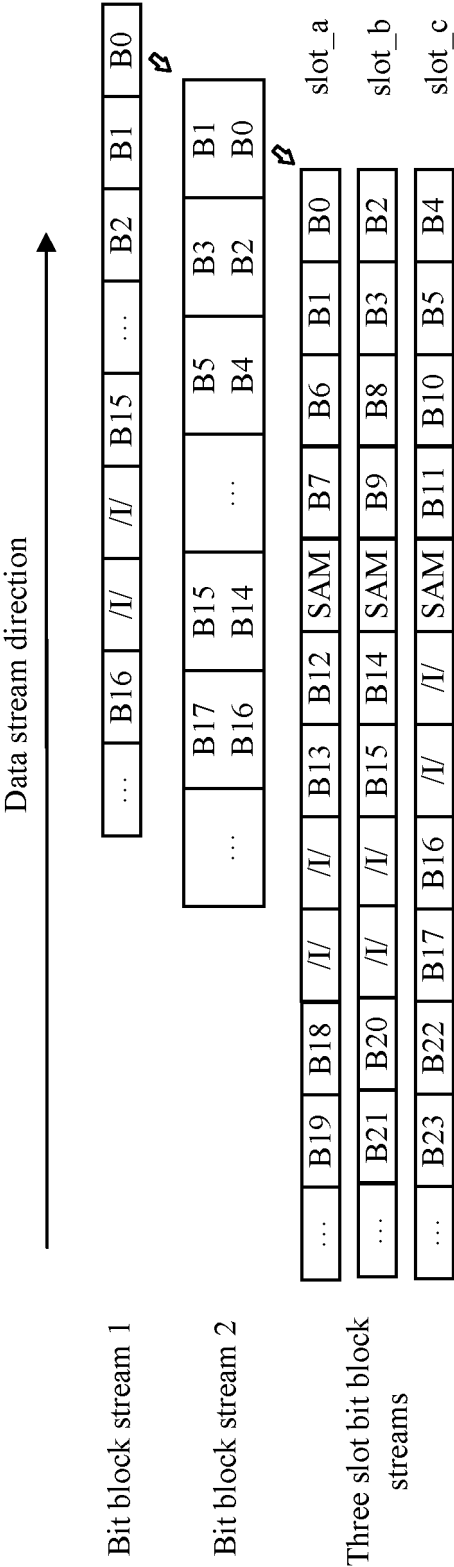 Data stream direction
Bit block stream 1 … B16 /I/ /I/ B15 … B2 B1 B0
Bit block stream 2
B17 B15 B5 B3 B1
… B16 B14 … B4 B2 B0
Three slot bit block
streams
… B19 B18 /I/ /I/ B13 B12 SAM B7 B6 B1 B0 slot_a
… B21 B20 /I/ /I/ B15 B14 SAM B9 B8 B3 B2 slot_b
… B23 B22 B17 B16 /I/ /I/ SAM B11 B10 B5 B4 slot_c